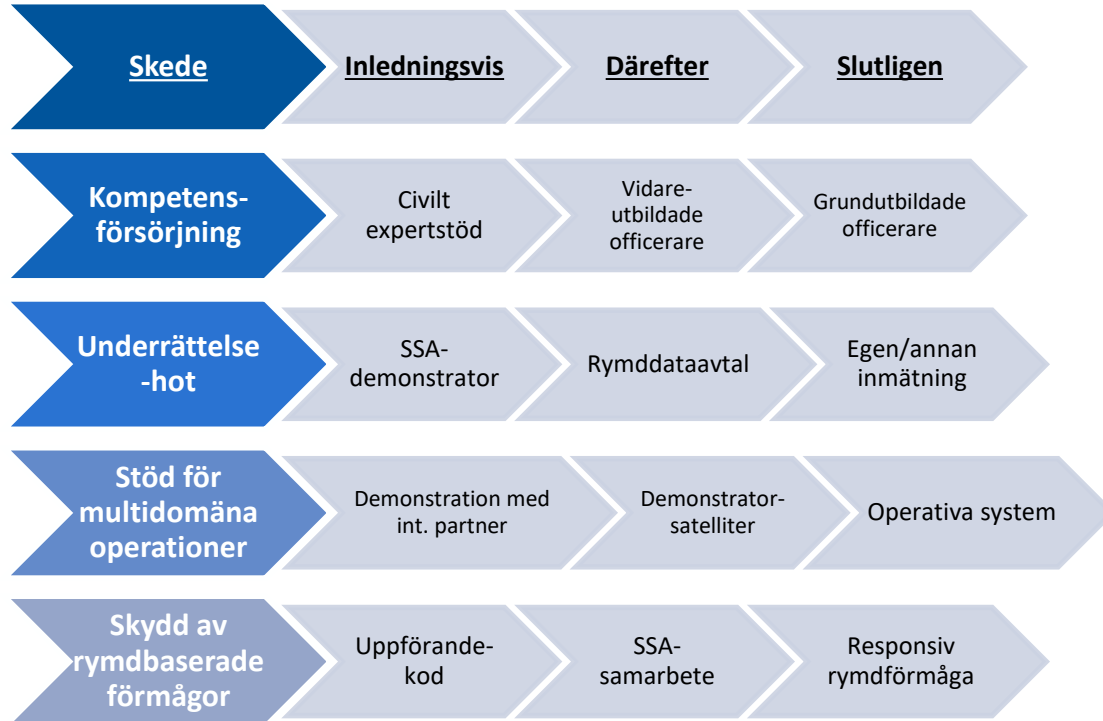 Skede
Inledningsvis
Därefter
Slutligen
Kompetens-
försörjning
Civilt
expertstöd
Vidare-
utbildade
officerare
Grundutbildade
officerare
Underrättelse
-hot
SSA-
demonstrator
Rymddataavtal
Egen/annan
inmätning
Stöd för
multidomäna
operationer
Demonstration med
int. partner
Demonstrator-
satelliter
Operativa system
Skydd av
rymdbaserade
förmågor
Uppförande-
kod
SSA-
samarbete
Responsiv
rymdförmåga